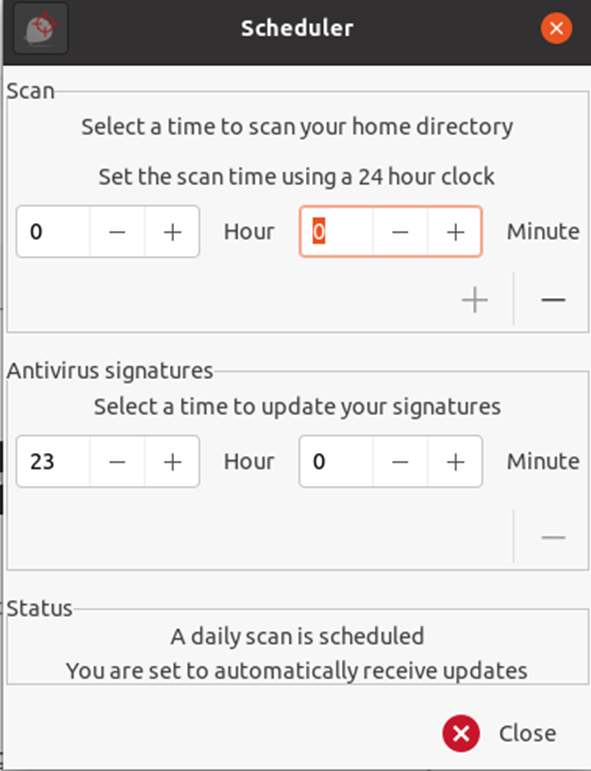 Scheduler
Scan
Select a time to scan your home directory
Set the scan time using a 24 hour clock
0 − + Hour 0 − + Minute
+ −
Antivirus signatures
Select a time to update your signatures
23 − + Hour 0 − + Minute
−
Status
A daily scan is scheduled
You are set to automatically receive updates
Close